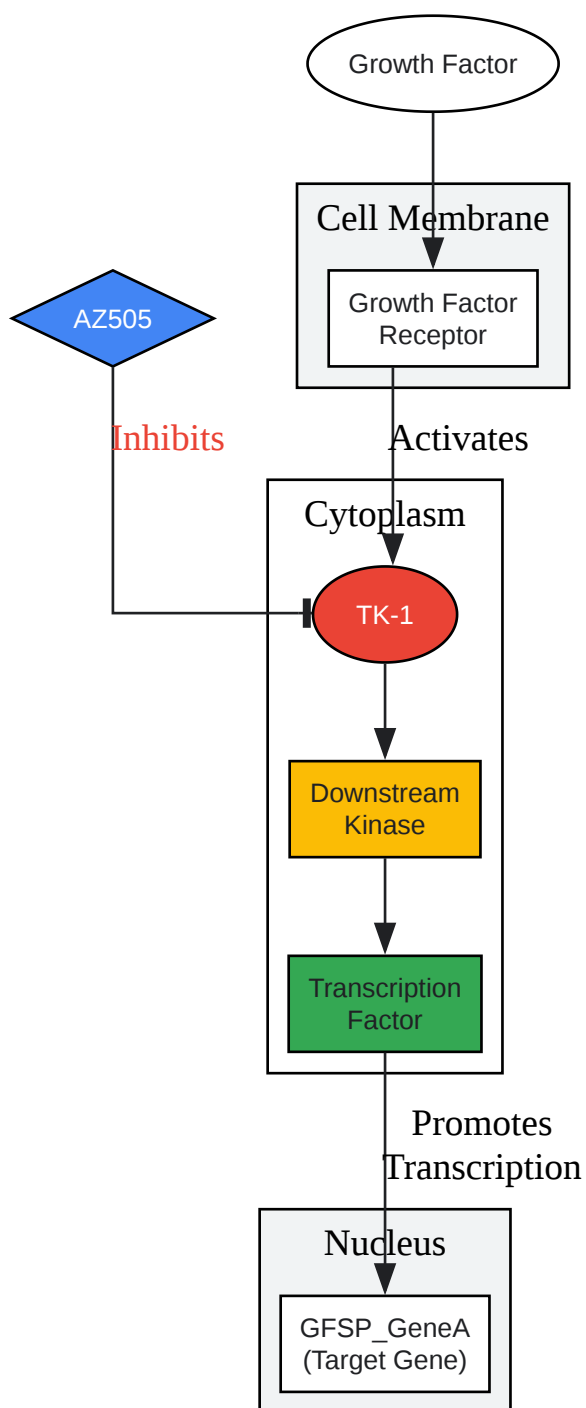 Growth Factor
Cell Membrane
Growth Factor
Receptor
AZ505
Inhibits
Activates
Cytoplasm
TK-1
Downstream
Kinase
Transcription
Factor
Promotes
Transcription
Nucleus
GFSP_GeneA
(Target Gene)